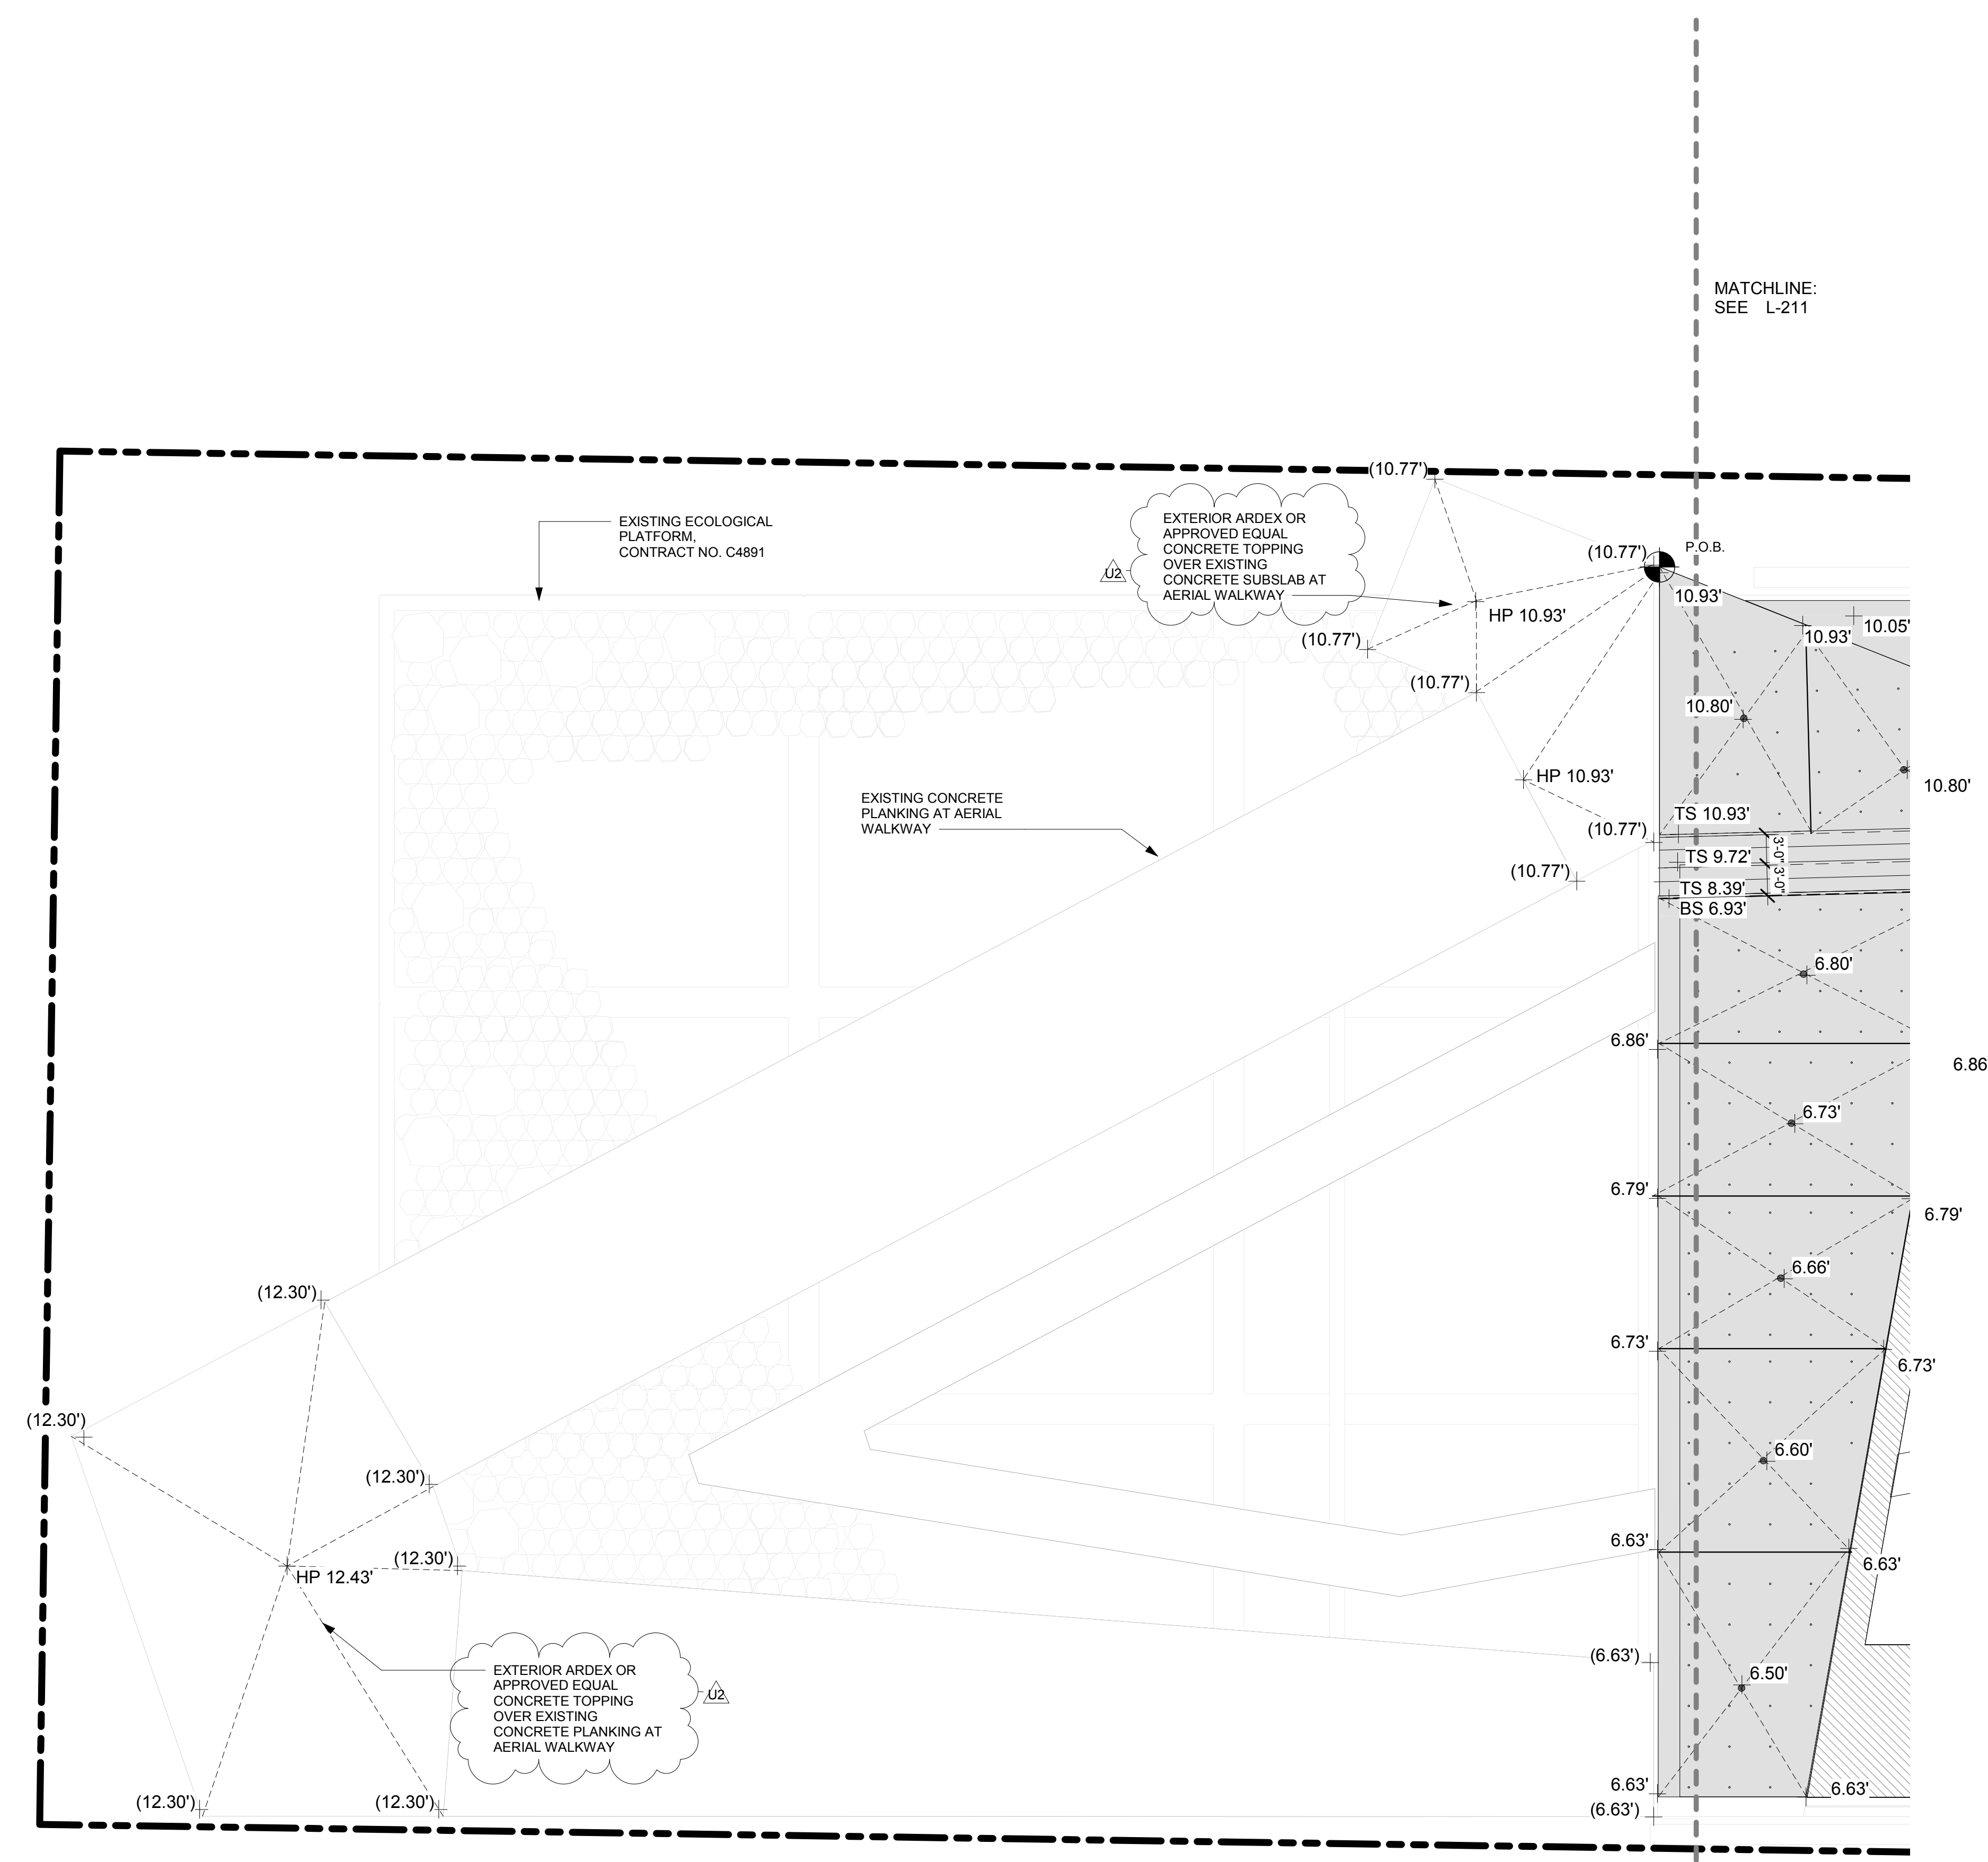 MATCHLINE:
SEE L-211
(10.77')
EXISTING ECOLOGICAL
PLATFORM,
CONTRACT NO. C4891
EXTERIOR ARDEX OR
APPROVED EQUAL
CONCRETE TOPPING
OVER EXISTING
CONCRETE SUBSLAB AT
AERIAL WALKWAY
U2
(10.77')
P.O.B.
10.93'
HP 10.93'
10.05'
10.93'
(10.77')
(10.77')
10.80'
HP 10.93'
10.80'
EXISTING CONCRETE
PLANKING AT AERIAL
WALKWAY
TS 10.93'
(10.77')
3'-0"
TS 9.72'
(10.77')
3'-0"
TS 8.39'
BS 6.93'
6.80'
6.86'
6.86
6.73'
6.79'
6.79'
6.66'
(12.30')
6.73'
6.73'
(12.30')
6.60'
(12.30')
6.63'
(12.30')
6.63'
HP 12.43'
(6.63')
EXTERIOR ARDEX OR
APPROVED EQUAL
CONCRETE TOPPING
OVER EXISTING
CONCRETE PLANKING AT
AERIAL WALKWAY
U2
6.50'
6.63'
6.63'
(12.30')
(12.30')
(6.63')